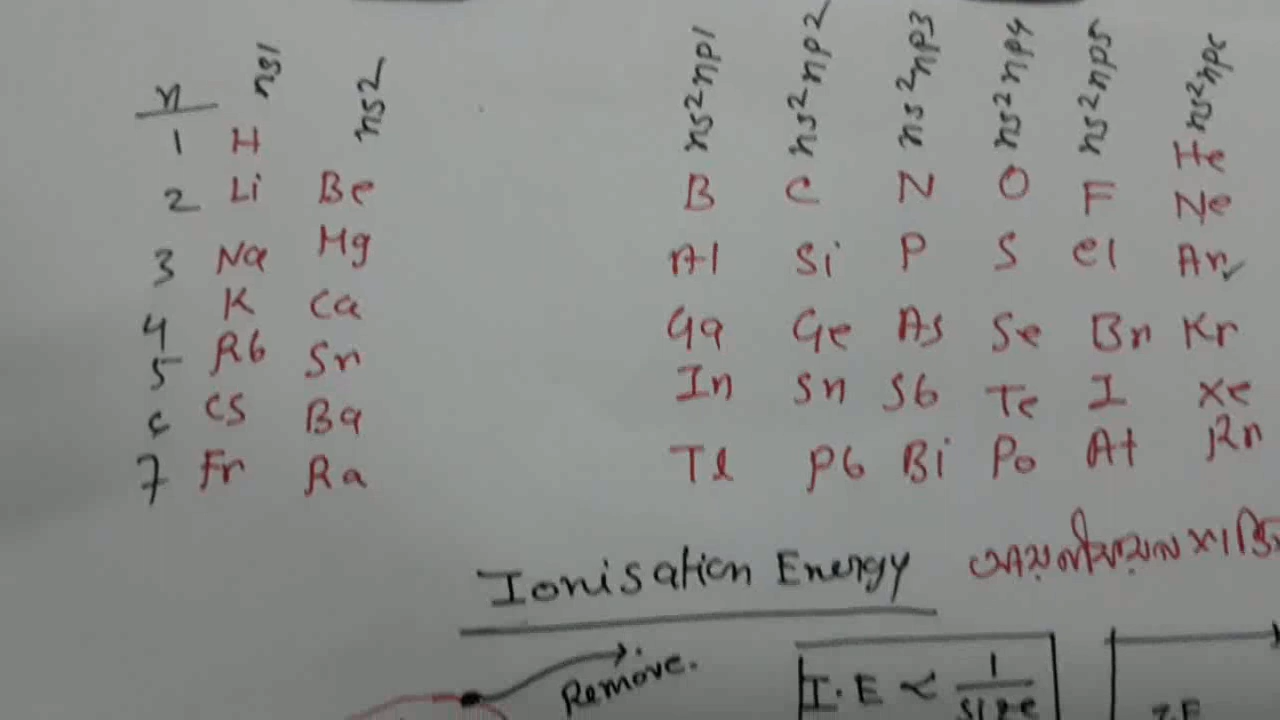 n ns1 ns2 ns2np1 ns2np2 ns2np3 ns2np4 ns2np5
1 H He
2 Li Be B C N O F Ne
3 Na Mg Al Si P S Cl Ar
4 K Ca Ga Ge As Se Br Kr
5 Rb Sr In Sn Sb Te I Xe
6 Cs Ba Tl Pb Bi Po At Rn
7 Fr Ra
Ionisation Energy
Remove.
I.E ∝ 1/size